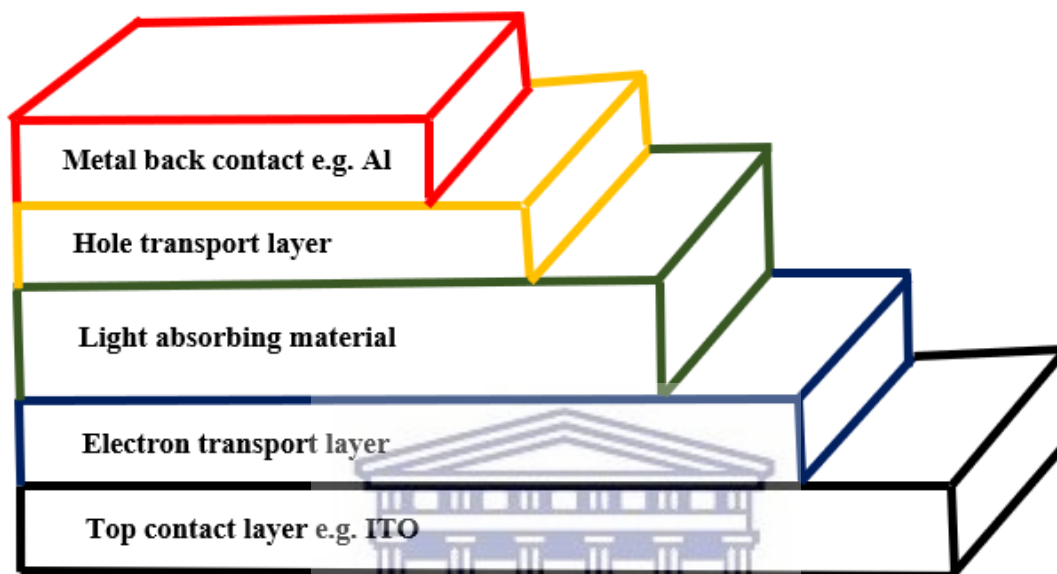 Metal back contact e.g. Al
Hole transport layer
Light absorbing material
Electron transport layer
Top contact layer e.g. ITO